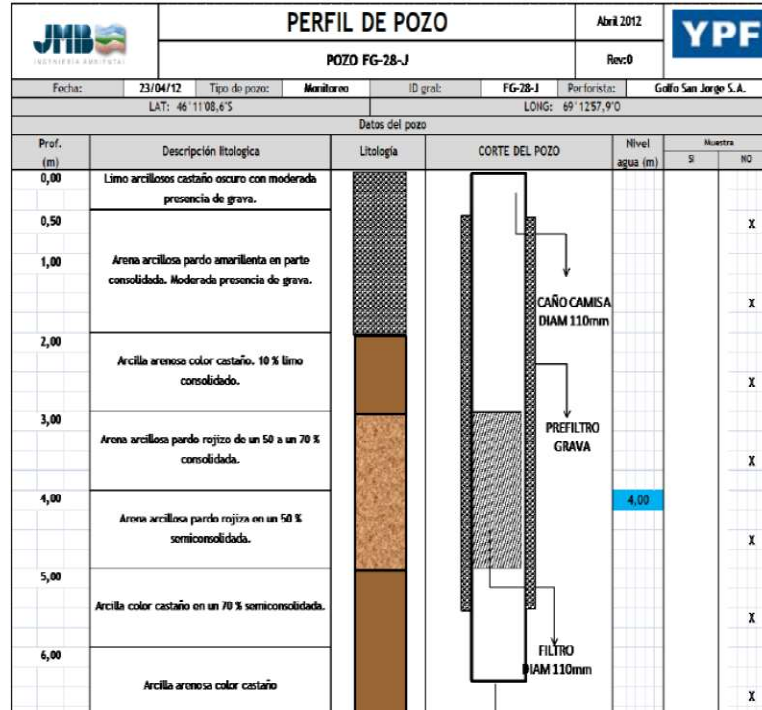 JMB
INGENIERÍA AMBIENTAL
PERFIL DE POZO
Abril 2012
YPF
POZO FG-28-J
Rev:0
Fecha: 23/04/12 Tipo de pozo: Monitoreo ID gral: FG-28-J Perforista: Golfo San Jorge S.A.
LAT: 46°11'08,6"S LONG: 69°12'57,9"O
Datos del pozo
Prof. (m) Descripción litologica Litología CORTE DEL POZO Nivel agua (m) Muestra
SI NO
0,00 Limo arcillosos castaño oscuro con moderada
presencia de grava.
0,50 X
1,00 Arena arcillosa pardo amarillenta en parte
consolidada. Moderada presencia de grava.
CAÑO CAMISA X
DIAM 110mm
2,00
Arcilla arenosa color castaño. 10 % limo
consolidado. X
3,00
PREFILTRO
GRAVA
Arena arcillosa pardo rojizo de un 50 a un 70 %
consolidada. X
4,00 4,00
Arena arcillosa pardo rojiza en un 50 %
semiconsolidada. X
5,00
Arcilla color castaño en un 70 % semiconsolidada. X
6,00 FILTRO
DIAM 110mm
Arcilla arenosa color castaño X